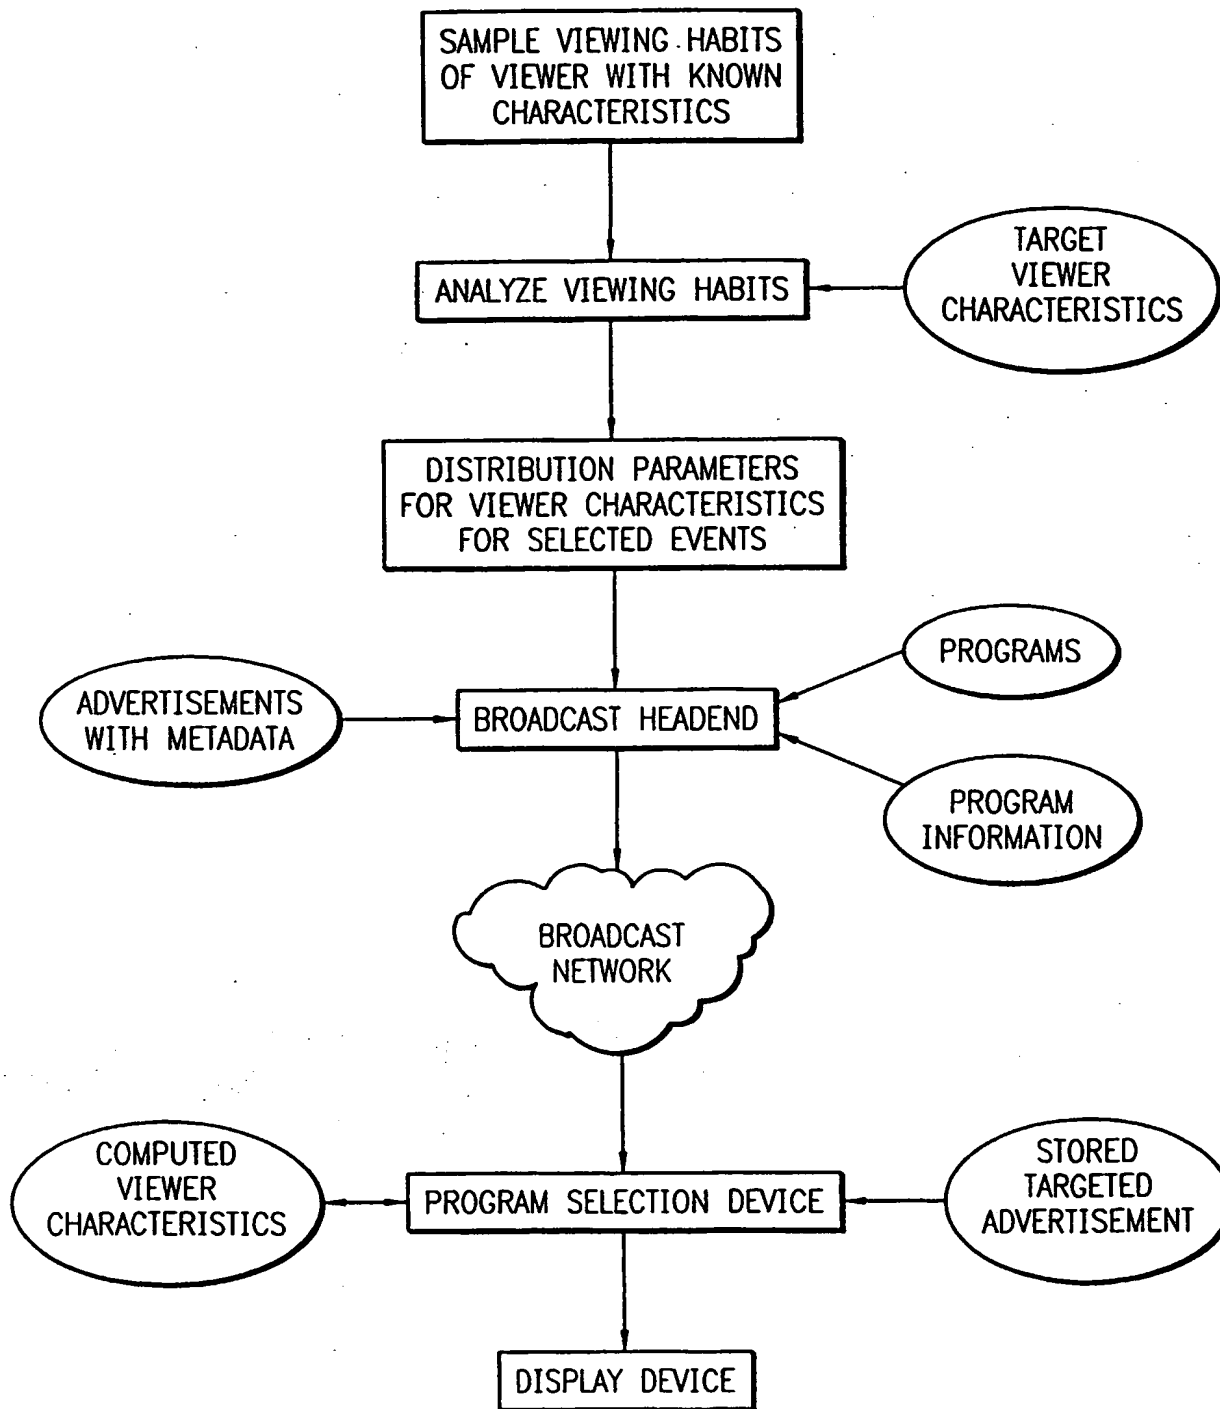 SAMPLE VIEWING HABITS
OF VIEWER WITH KNOWN
CHARACTERISTICS
TARGET
VIEWER
CHARACTERISTICS
ANALYZE VIEWING HABITS
DISTRIBUTION PARAMETERS
FOR VIEWER CHARACTERISTICS
FOR SELECTED EVENTS
PROGRAMS
ADVERTISEMENTS
WITH METADATA
BROADCAST HEADEND
PROGRAM
INFORMATION
BROADCAST
NETWORK
COMPUTED
VIEWER
CHARACTERISTICS
PROGRAM SELECTION DEVICE
STORED
TARGETED
ADVERTISEMENT
DISPLAY DEVICE